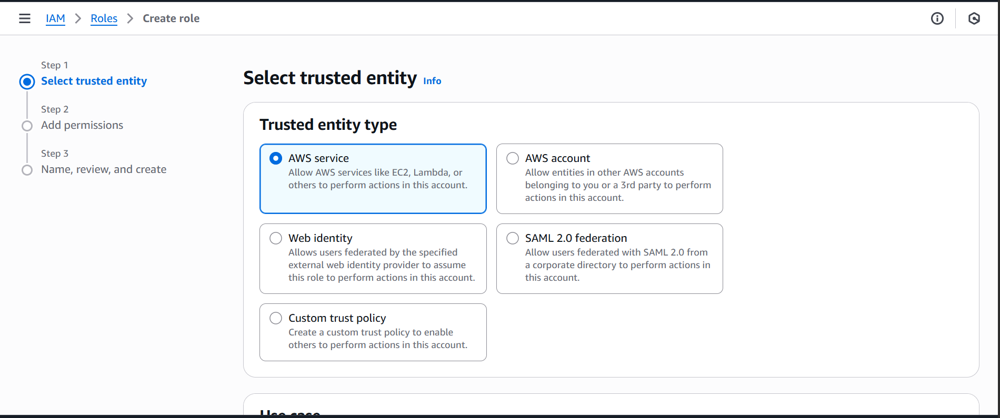 IAM > Roles > Create role
Step 1
Select trusted entity
Step 2
Add permissions
Step 3
Name, review, and create
Select trusted entity Info
Trusted entity type
AWS service
Allow AWS services like EC2, Lambda, or
others to perform actions in this account.
AWS account
Allow entities in other AWS accounts
belonging to you or a 3rd party to perform
actions in this account.
Web identity
Allows users federated by the specified
external web identity provider to assume
this role to perform actions in this account.
SAML 2.0 federation
Allow users federated with SAML 2.0 from
a corporate directory to perform actions in
this account.
Custom trust policy
Create a custom trust policy to enable
others to perform actions in this account.
Use case